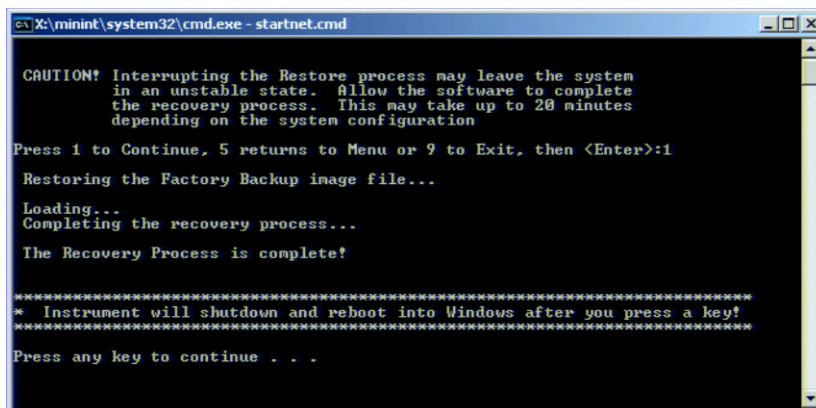 X:\minint\system32\cmd.exe - startnet.cmd
CAUTION! Interrupting the Restore process may leave the system
in an unstable state. Allow the software to complete
the recovery process. This may take up to 20 minutes
depending on the system configuration
Press 1 to Continue, 5 returns to Menu or 9 to Exit, then <Enter>:1
Restoring the Factory Backup image file...
Loading...
Completing the recovery process...
The Recovery Process is complete!
*************************************************************************
* Instrument will shutdown and reboot into Windows after you press a key!
*************************************************************************
Press any key to continue . . .